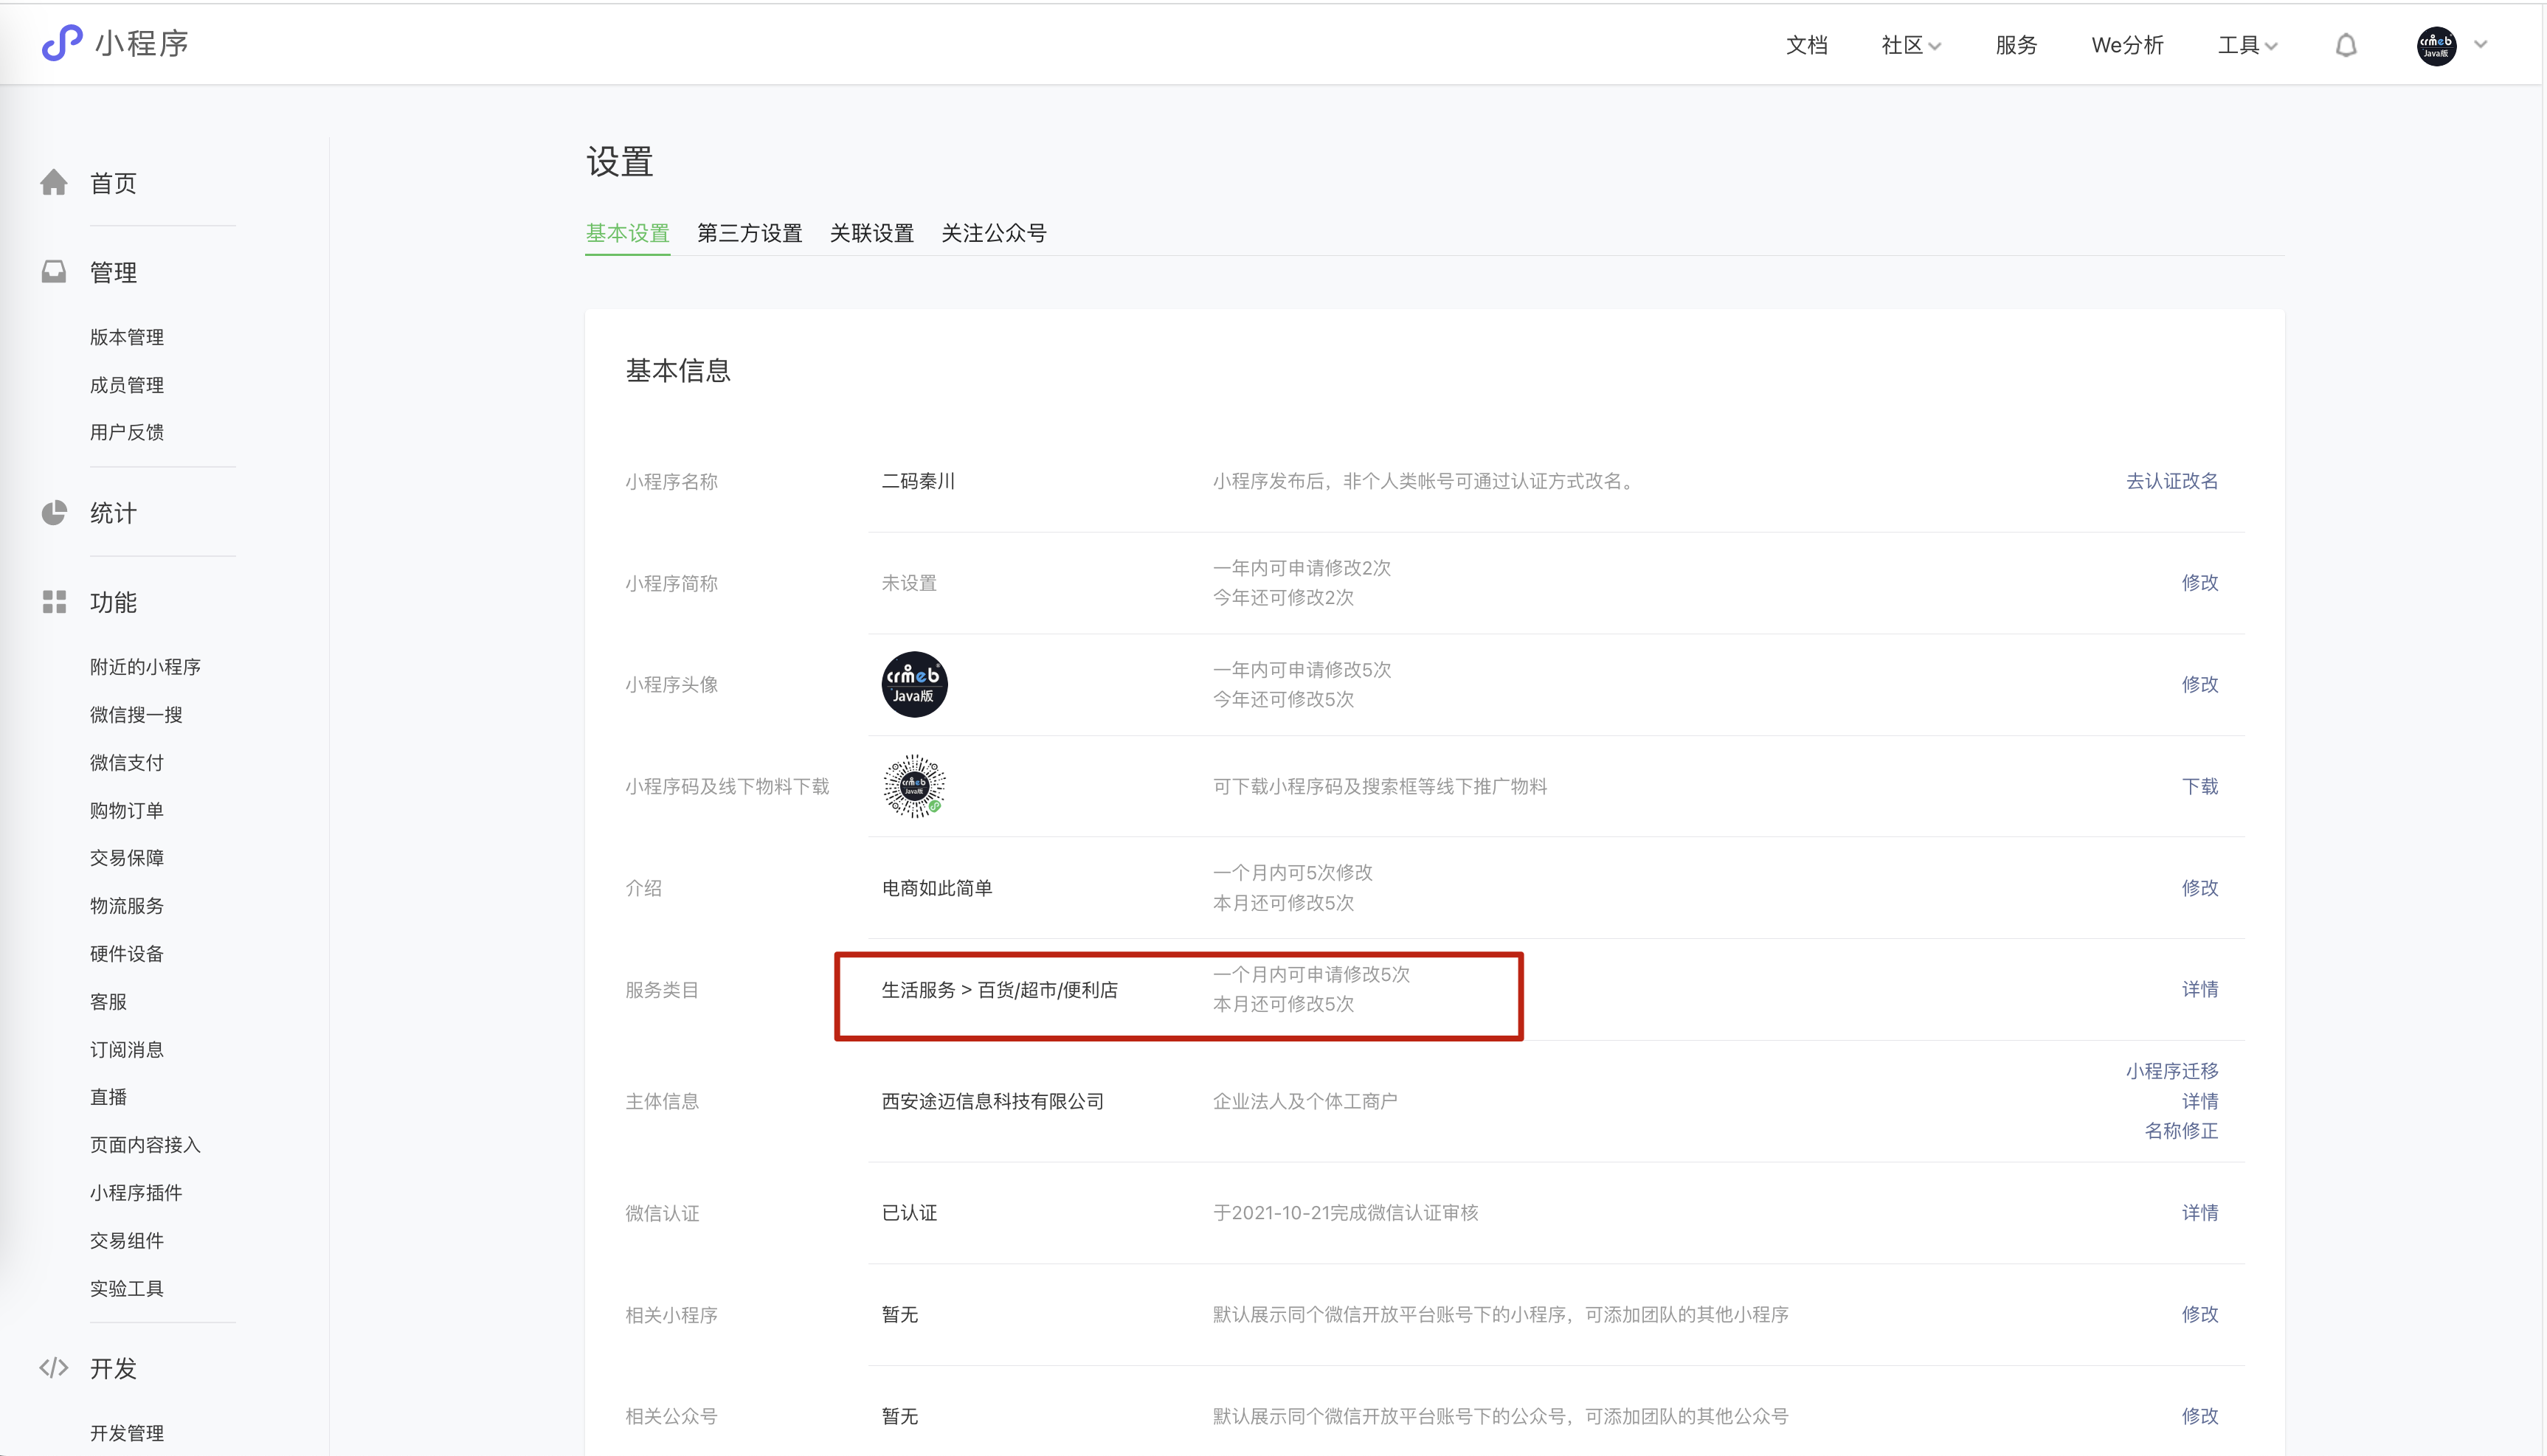 小程序
文档
社区
服务
We分析
工具
crmeb
Java版
首页
管理
版本管理
成员管理
用户反馈
统计
功能
附近的小程序
微信搜一搜
微信支付
购物订单
交易保障
物流服务
硬件设备
客服
订阅消息
直播
页面内容接入
小程序插件
交易组件
实验工具
开发
开发管理
设置
基本设置 第三方设置 关联设置 关注公众号
基本信息
小程序名称 二码秦川 小程序发布后，非个人类帐号可通过认证方式改名。 去认证改名
小程序简称 未设置 一年内可申请修改2次
今年还可修改2次 修改
小程序头像 crmeb
Java版
一年内可申请修改5次
今年还可修改5次 修改
小程序码及线下物料下载 crmeb
Java版
可下载小程序码及搜索框等线下推广物料 下载
介绍 电商如此简单 一个月内可5次修改
本月还可修改5次 修改
服务类目 生活服务 > 百货/超市/便利店 一个月内可申请修改5次
本月还可修改5次 详情
主体信息 西安途迈信息科技有限公司 企业法人及个体工商户 小程序迁移
详情
名称修正
微信认证 已认证 于2021-10-21完成微信认证审核 详情
相关小程序 暂无 默认展示同个微信开放平台账号下的小程序，可添加团队的其他小程序 修改
相关公众号 暂无 默认展示同个微信开放平台账号下的公众号，可添加团队的其他公众号 修改